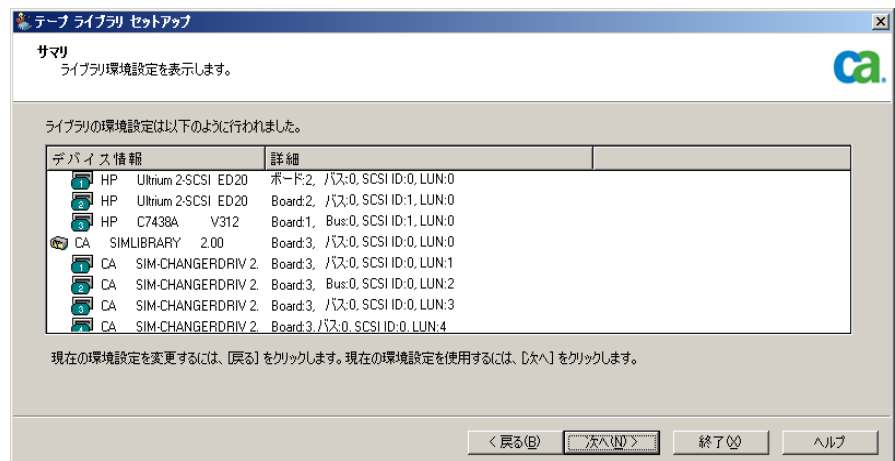 テープ ライブラリ セットアップ
サマリ
ライブラリ環境設定を表示します。
ca.
ライブラリの環境設定は以下のように行われました。
デバイス情報 詳細
1 HP Ultrium 2-SCSI ED20 ボード:2, バス:0, SCSI ID:0, LUN:0
2 HP Ultrium 2-SCSI ED20 Board:2, バス:0, SCSI ID:1, LUN:0
3 HP C7438A V312 Board:1, Bus:0, SCSI ID:1, LUN:0
CA SIMLIBRARY 2.00 Board:3, バス:0, SCSI ID:0, LUN:0
1 CA SIM-CHANGERDRIV 2. Board:3, バス:0, SCSI ID:0, LUN:1
2 CA SIM-CHANGERDRIV 2. Board:3, Bus:0, SCSI ID:0, LUN:2
3 CA SIM-CHANGERDRIV 2. Board:3, バス:0, SCSI ID:0, LUN:3
CA SIM-CHANGERDRIV 2. Board:3.バス:0. SCSI ID:0. LUN:4
現在の環境設定を変更するには、[戻る] をクリックします。現在の環境設定を使用するには、[次へ] をクリックします。
< 戻る(B) 次へ(N) > 終了(X) ヘルプ